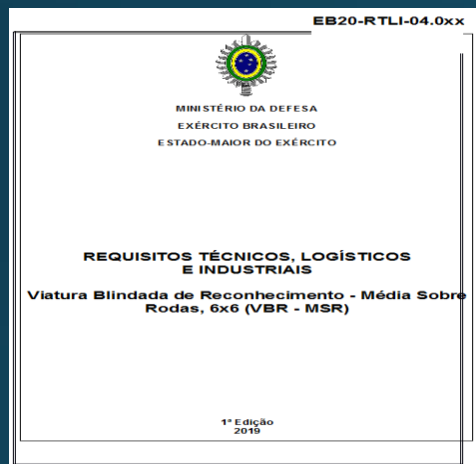 EB20-RTLI-04.0xx
MINISTÉRIO DA DEFESA
EXÉRCITO BRASILEIRO
ESTADO-MAIOR DO EXÉRCITO
REQUISITOS TÉCNICOS, LOGÍSTICOS
E INDUSTRIAIS
Viatura Blindada de Reconhecimento - Média Sobre
Rodas, 6x6 (VBR - MSR)
1ª Edição
2019